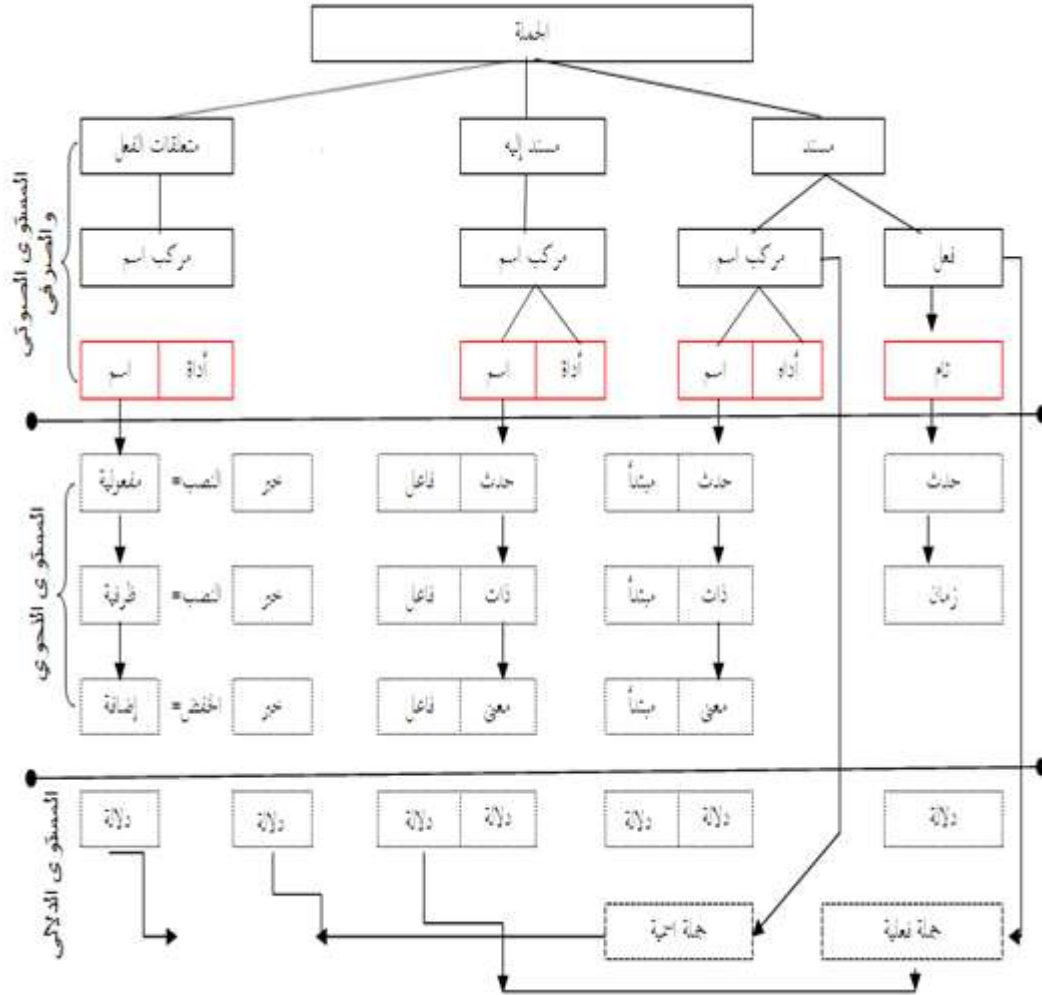 الجملة
مسند
مسند إليه
متعلقات الفعل
فعل
مركب اسم
مركب اسم
مركب اسم
تام
أداه
اسم
أداة
اسم
أداة
اسم
المستوى الصوتي
و الصرفي
حدث
حدث
مبتدأ
حدث
فاعل
خبر
النصب=
مفعولية
زمان
ذات
مبتدأ
ذات
فاعل
خبر
النصب=
ظرفية
معنى
مبتدأ
معنى
فاعل
خبر
الخفض=
إضافة
المستوى النحوي
دلالة
دلالة
دلالة
دلالة
دلالة
دلالة
دلالة
جملة فعلية
جملة اسمية
المستوى الدلالي